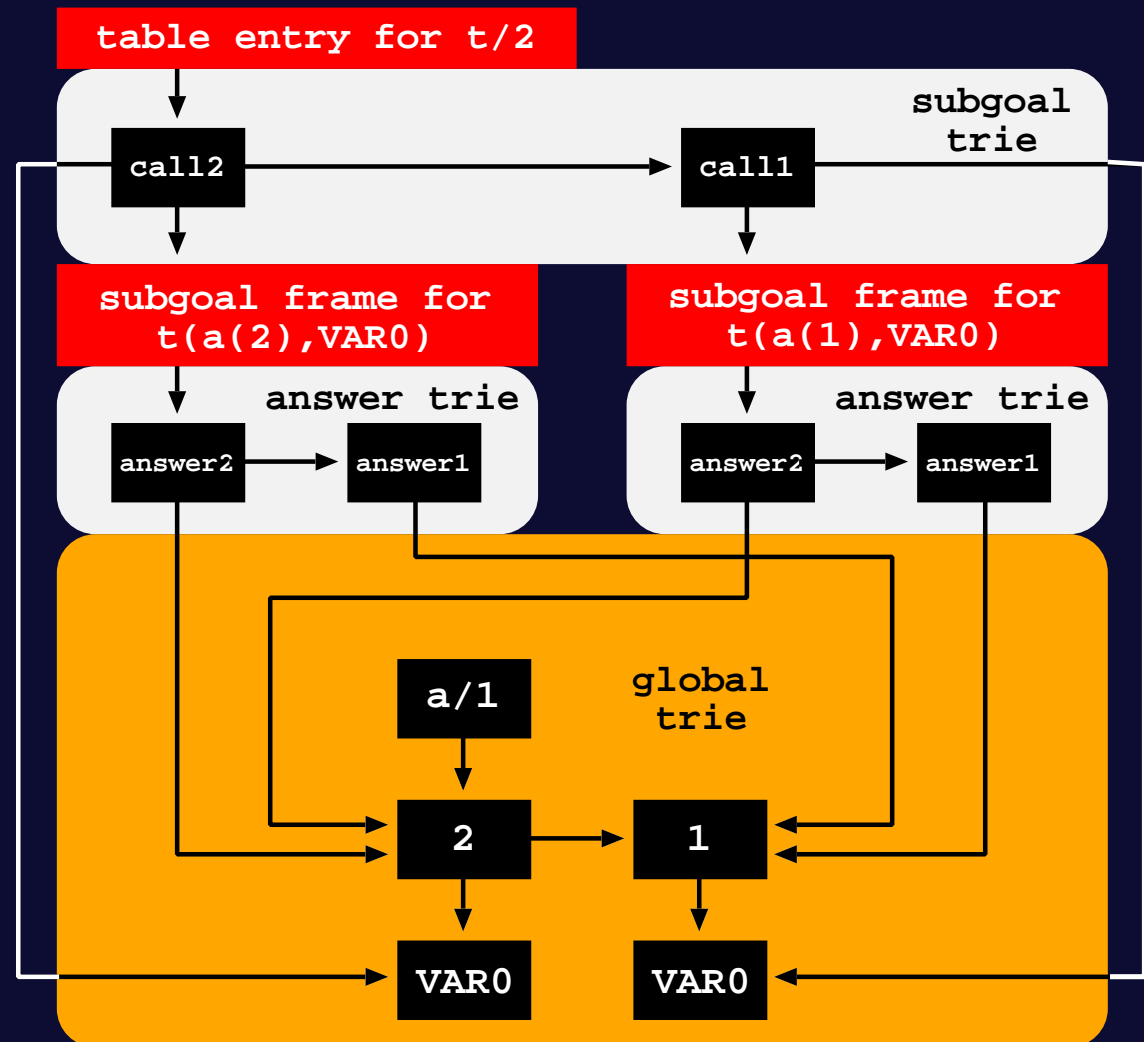 table entry for t/2
subgoal
trie
call2
call1
subgoal frame for
t(a(2),VAR0)
subgoal frame for
t(a(1),VAR0)
answer trie
answer trie
answer2
answer1
answer2
answer1
a/1
global
trie
2
1
VAR0
VAR0